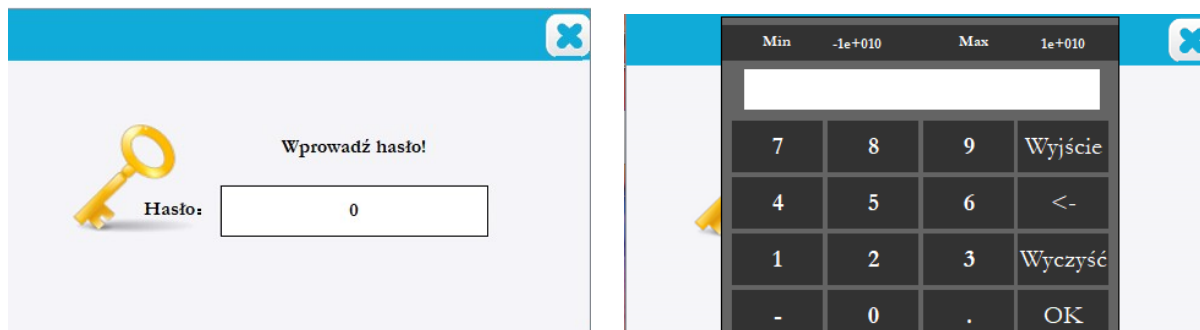 Wprowadź hasło!
Hasło:
0
Min -1e+010 Max 1e+010
7 8 9 Wyjście
4 5 6 <-
1 2 3 Wyczyść
- 0 . OK